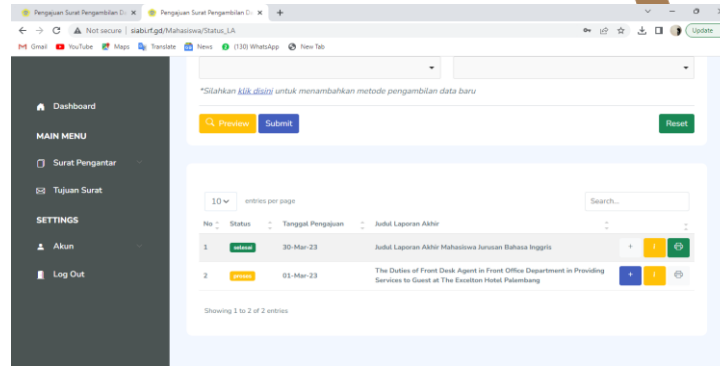 Pengajuan Surat Pengambilan D
Pengajuan Surat Pengambilan D
Not secure | siabi.rf.gd/Mahasiswa/Status_LA
Update
Gmail
YouTube
Maps
Translate
News
(130) WhatsApp
New Tab
*Silahkan klik disini untuk menambahkan metode pengambilan data baru
Preview
Submit
Reset
Dashboard
MAIN MENU
Surat Pengantar
Tujuan Surat
SETTINGS
Akun
Log Out
10 entries per page
Search...
No Status Tanggal Pengajuan Judul Laporan Akhir
1 selesai 30-Mar-23 Judul Laporan Akhir Mahasiswa Jurusan Bahasa Inggris +
2 proses 01-Mar-23 The Duties of Front Desk Agent in Front Office Department in Providing
Services to Guest at The Excelton Hotel Palembang +
Showing 1 to 2 of 2 entries